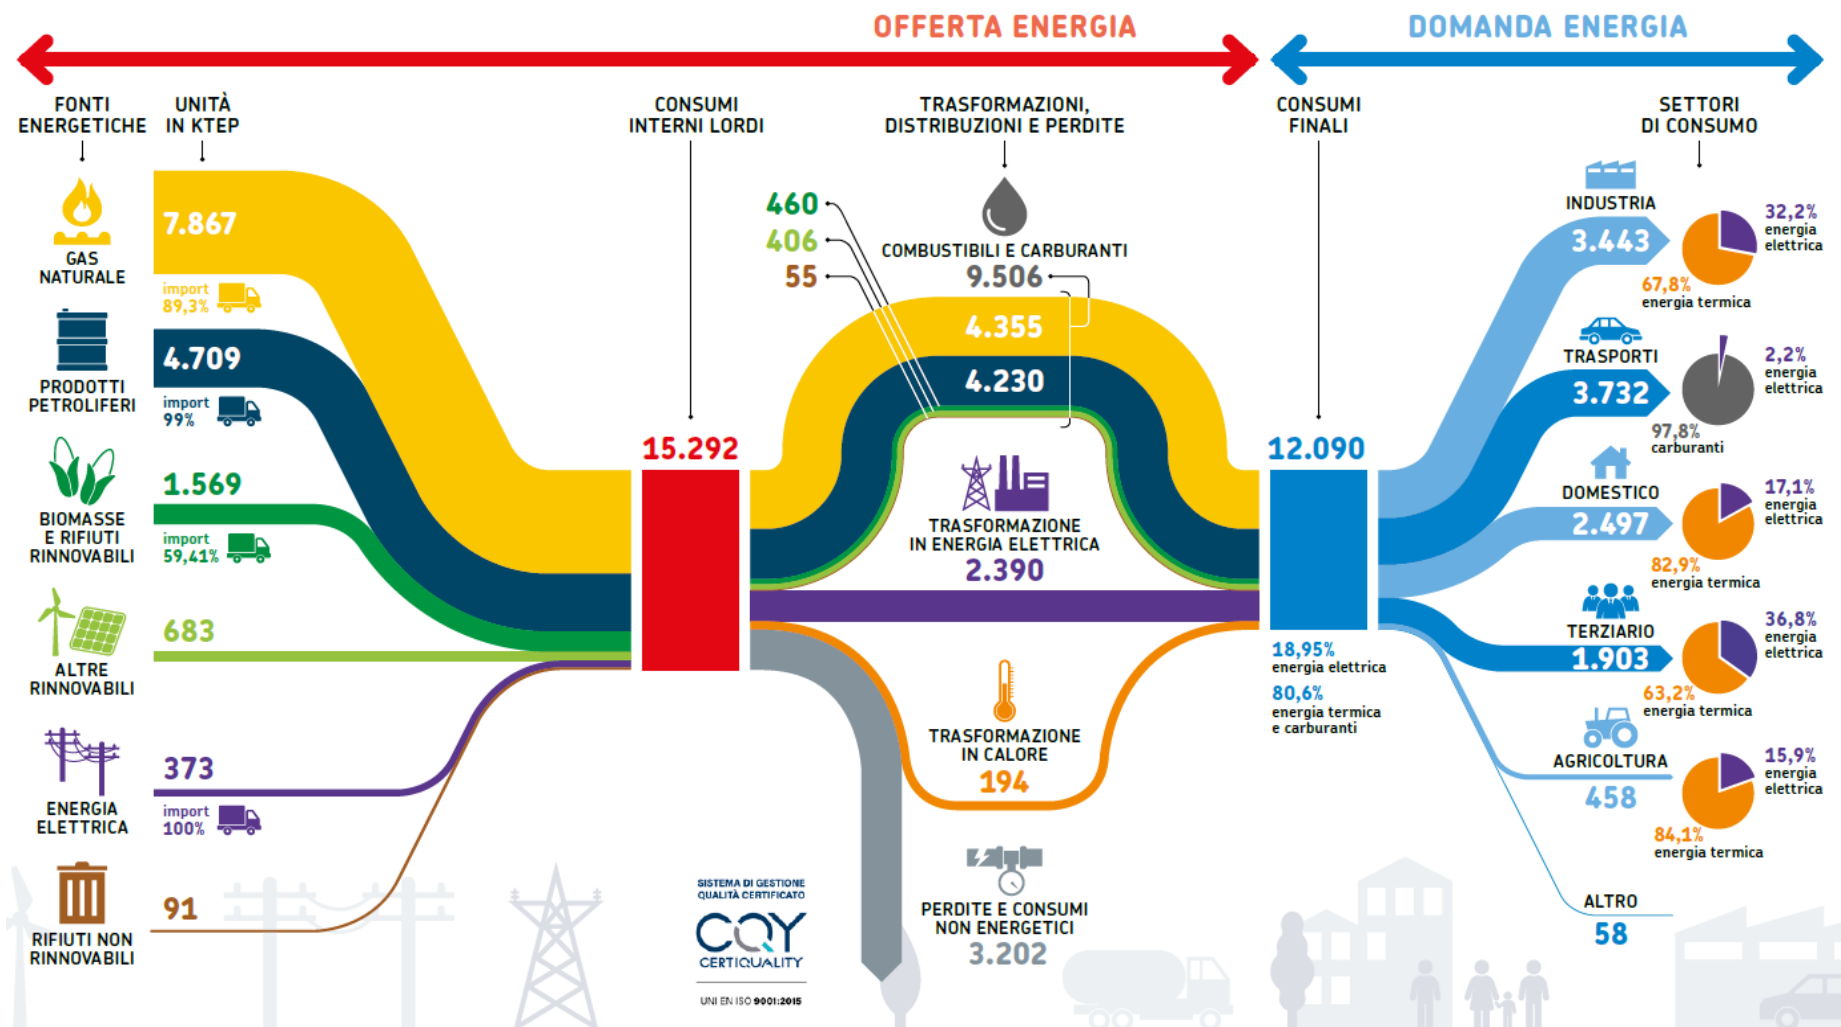 OFFERTA ENERGIA
DOMANDA ENERGIA
FONTI
ENERGETICHE
UNITÀ
IN KTEP
CONSUMI
INTERNI LORDI
TRASFORMAZIONI,
DISTRIBUZIONI E PERDITE
CONSUMI
FINALI
SETTORI
DI CONSUMO
GAS
NATURALE
7.867
import
89,3%
PRODOTTI
PETROLIFERI
4.709
import
99%
BIOMASSE
E RIFIUTI
RINNOVABILI
1.569
import
59,41%
ALTRE
RINNOVABILI
683
ENERGIA
ELETTRICA
373
import
100%
RIFIUTI NON
RINNOVABILI
91
15.292
460
406
55
COMBUSTIBILI E CARBURANTI
9.506
4.355
4.230
TRASFORMAZIONE
IN ENERGIA ELETTRICA
2.390
TRASFORMAZIONE
IN CALORE
194
PERDITE E CONSUMI
NON ENERGETICI
3.202
SISTEMA DI GESTIONE
QUALITÀ CERTIFICATO
CQY
CERTIQUALITY
UNI EN ISO 9001:2015
12.090
18,95%
energia elettrica
80,6%
energia termica
e carburanti
INDUSTRIA
3.443
32,2%
energia
elettrica
67,8%
energia termica
TRASPORTI
3.732
2,2%
energia
elettrica
97,8%
carburanti
DOMESTICO
2.497
17,1%
energia
elettrica
82,9%
energia termica
TERZIARIO
1.903
36,8%
energia
elettrica
63,2%
energia termica
AGRICOLTURA
458
15,9%
energia
elettrica
84,1%
energia termica
ALTRO
58